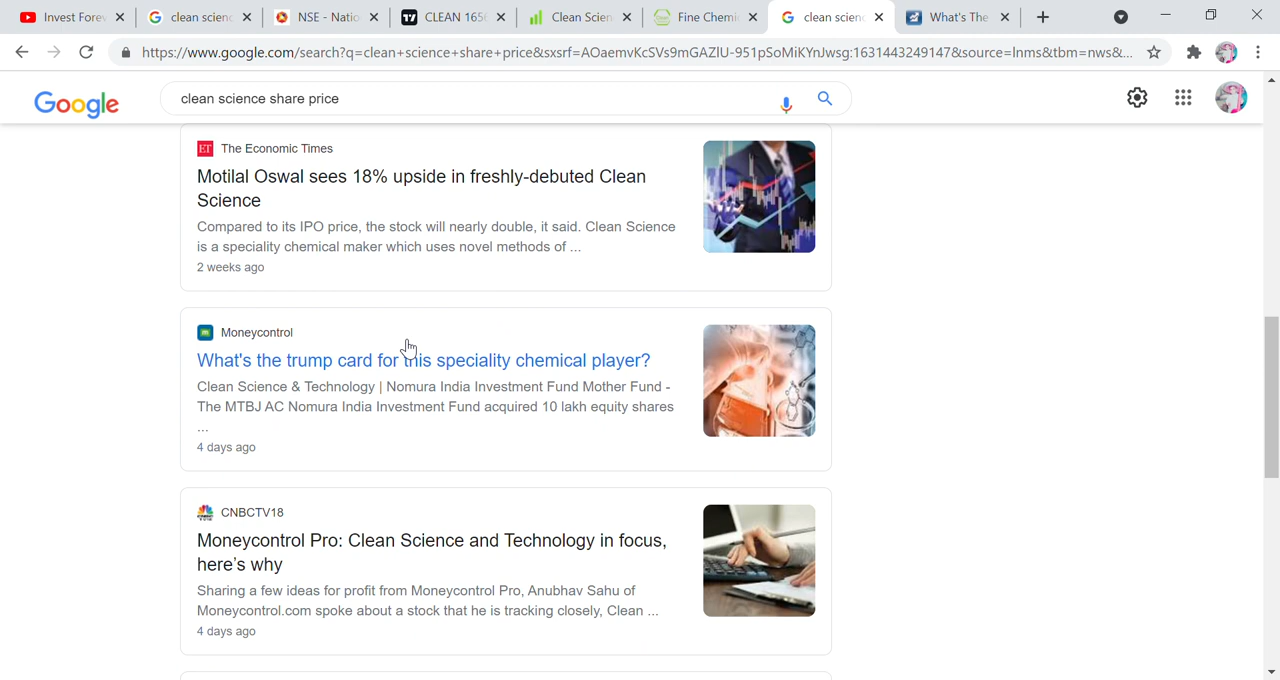 Invest Forev
clean scienc
NSE - Natio
CLEAN 1650
Clean Scien
Fine Chemi
clean scienc
What's The
https://www.google.com/search?q=clean+science+share+price&sxsrf=AOaemvKcSVs9mGAZIU-951pSoMiKYnJwsg:1631443249147&source=lnms&tbm=nws&...
Google
clean science share price
ET The Economic Times
Motilal Oswal sees 18% upside in freshly-debuted Clean
Science
Compared to its IPO price, the stock will nearly double, it said. Clean Science
is a speciality chemical maker which uses novel methods of ...
2 weeks ago
m Moneycontrol
What's the trump card for this speciality chemical player?
Clean Science & Technology | Nomura India Investment Fund Mother Fund -
The MTBJ AC Nomura India Investment Fund acquired 10 lakh equity shares
...
4 days ago
CNBCTV18
Moneycontrol Pro: Clean Science and Technology in focus,
here's why
Sharing a few ideas for profit from Moneycontrol Pro, Anubhav Sahu of
Moneycontrol.com spoke about a stock that he is tracking closely, Clean ...
4 days ago